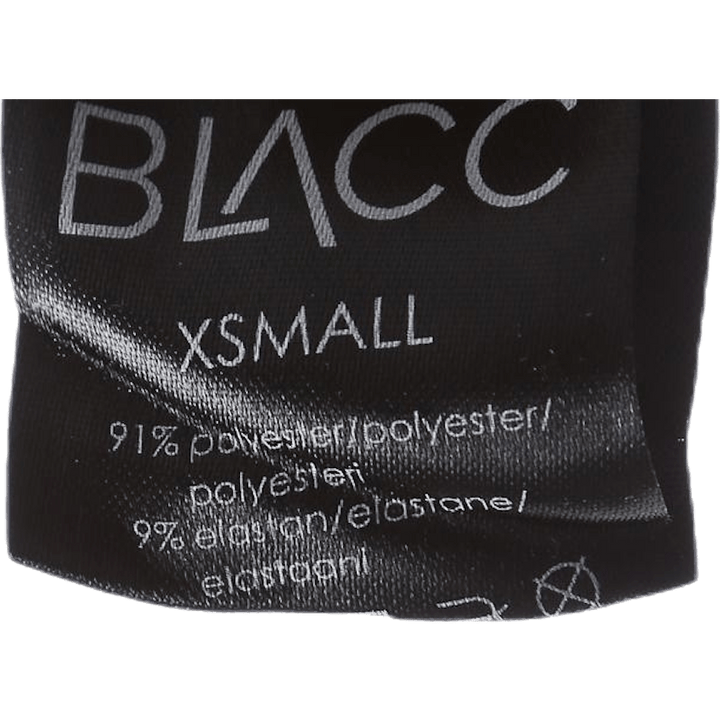 BLACC
XSMALL
91% polyester/polyester/
polyesteri
9% elastan/elastane/
elastaani